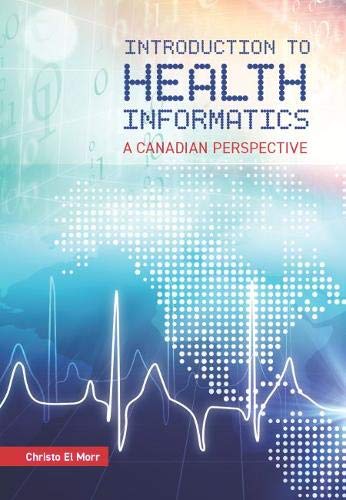 INTRODUCTION TO
HEALTH
INFORMATICS
A CANADIAN PERSPECTIVE
Christo El Morr